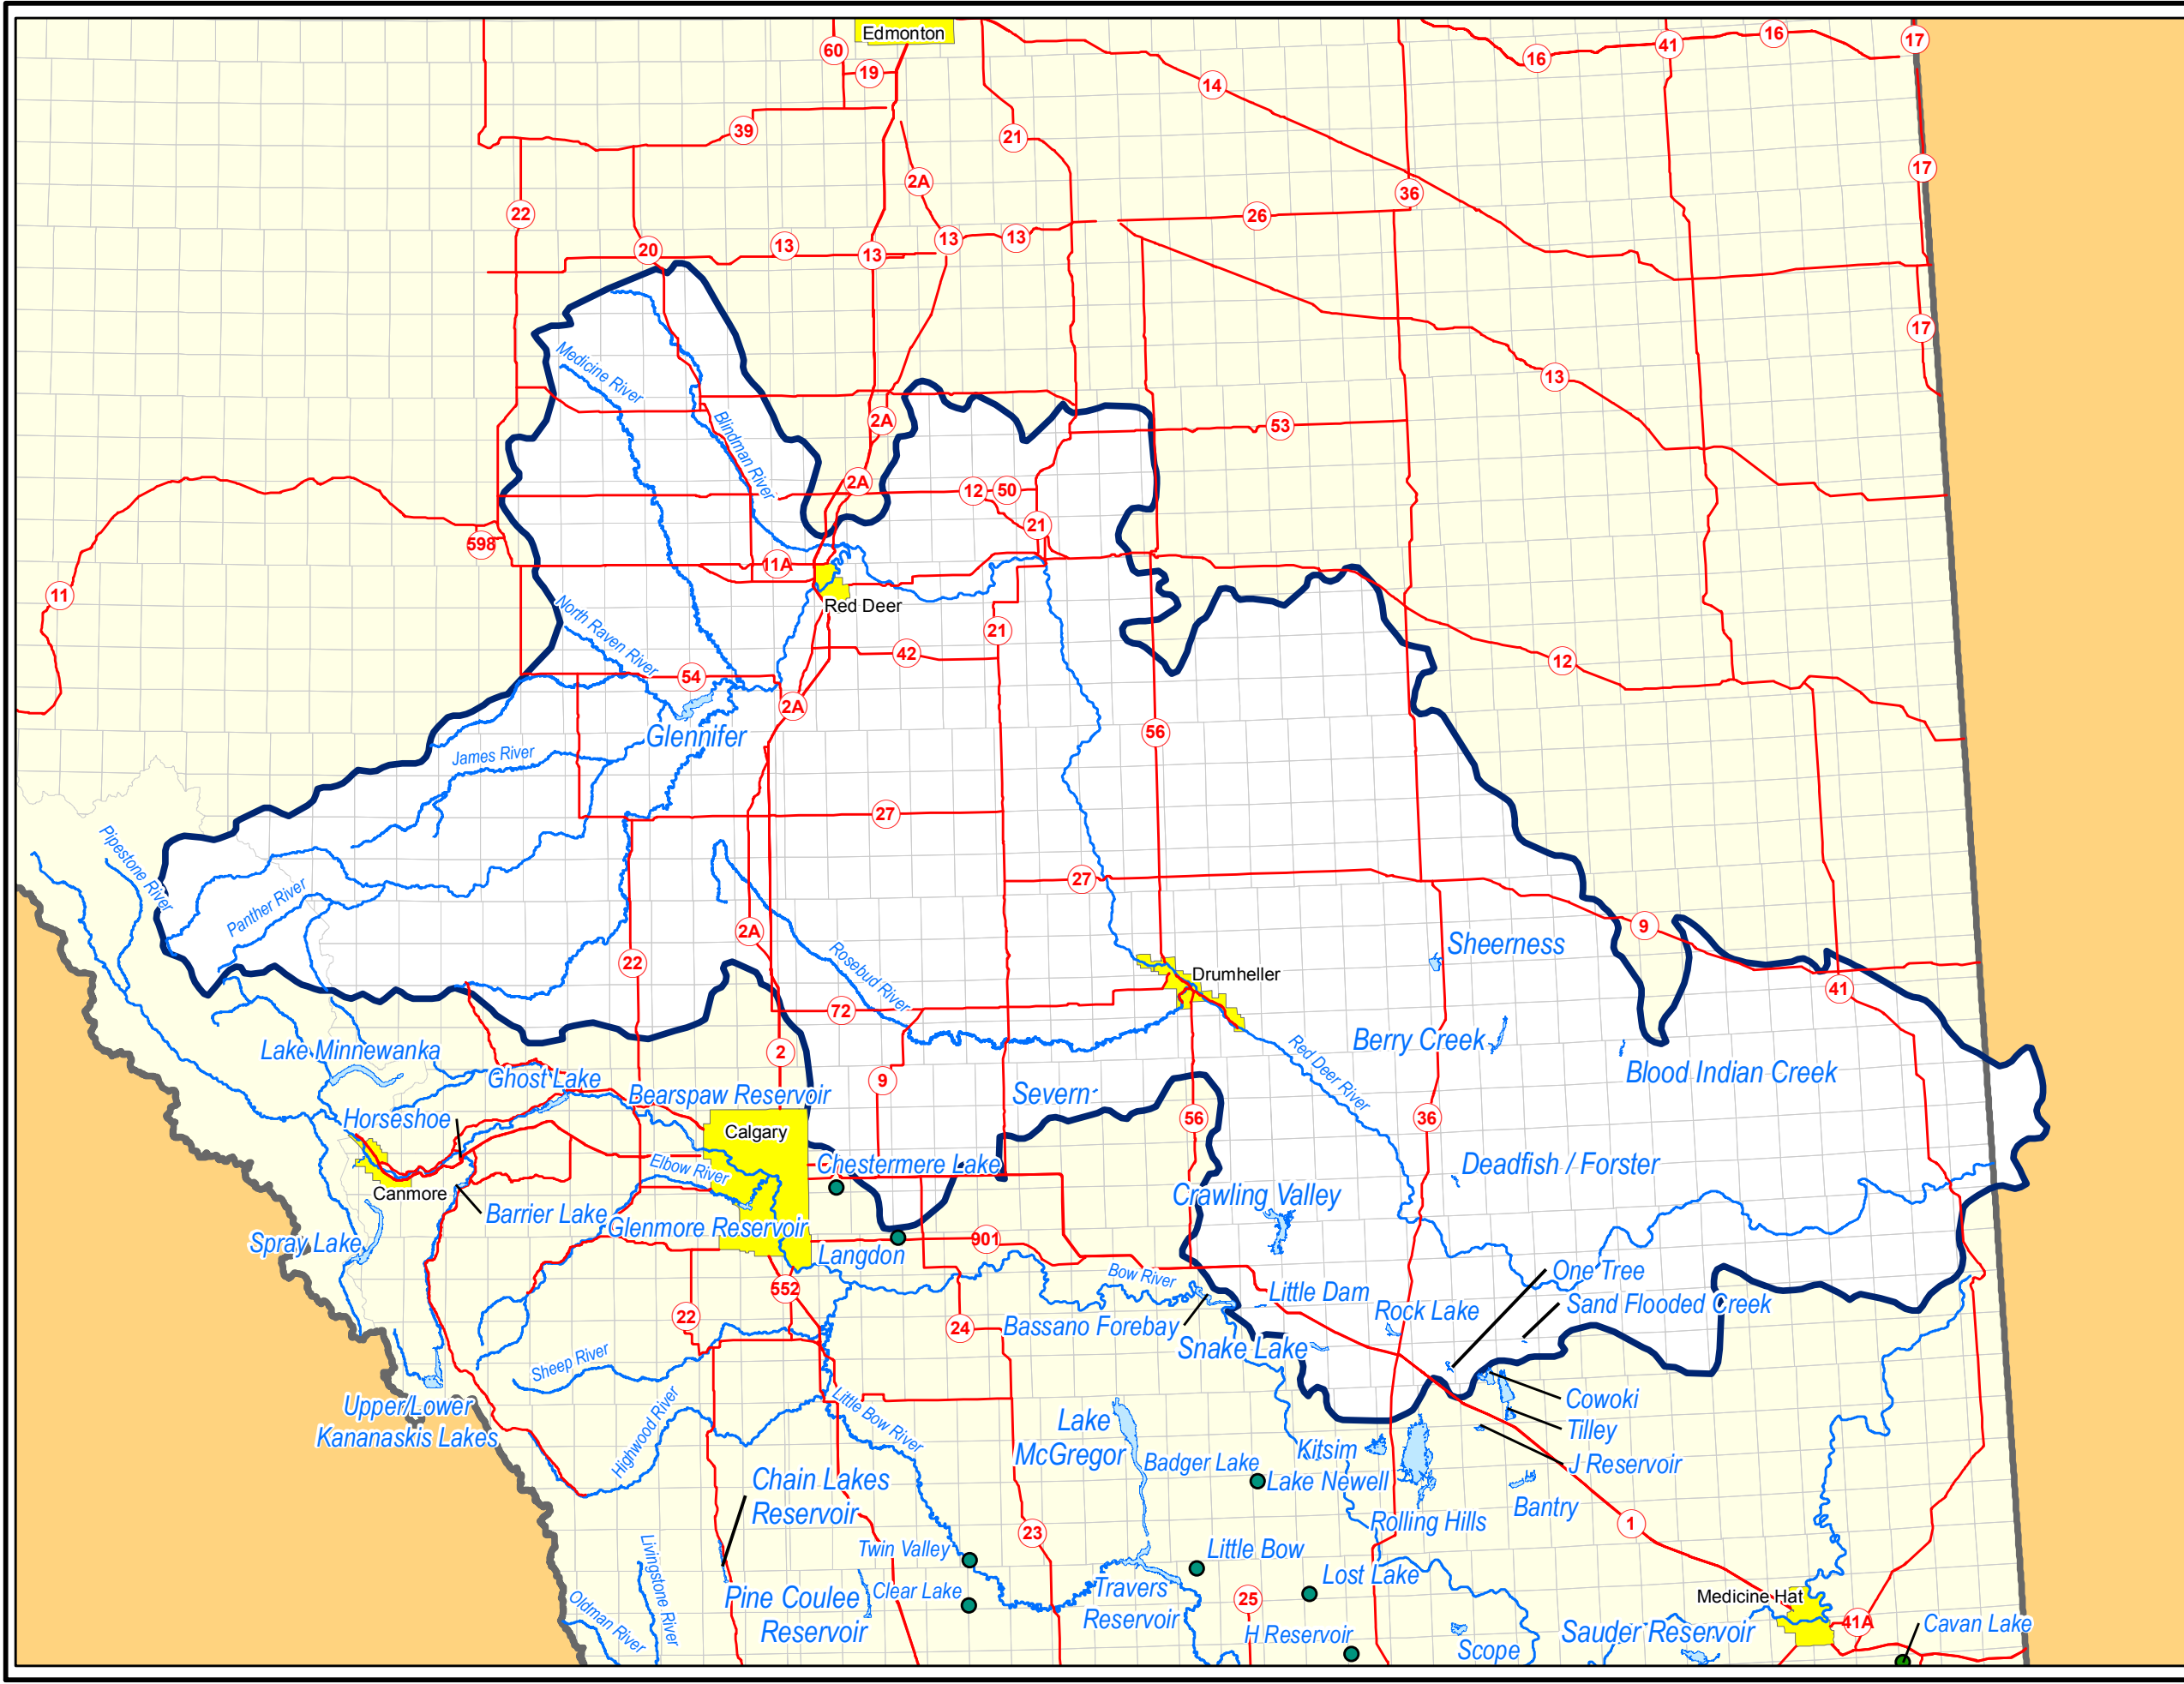 Edmonton
60
19
16
41
16
17
14
39
21
2A
36
17
22
26
20
13
13
13
13
17
Medicine River
13
Blindman River
2A
53
2A
12
50
21
598
11A
11
Red Deer
North Raven River
21
42
54
12
2A
Glennifer
56
James River
27
Pipestone River
27
Panther River
2A
9
Sheerness
22
Rosebud River
Drumheller
41
72
Berry Creek
Red Deer River
Lake Minnewanka
2
Blood Indian Creek
Ghost Lake
9
Bearspaw Reservoir
Severn
Horseshoe
56
36
Calgary
Elbow River
Chestermere Lake
Deadfish / Forster
Canmore
Crawling Valley
Barrier Lake
Glenmore Reservoir
Spray Lake
Langdon
901
Bow River
One Tree
552
Little Dam
Sand Flooded Creek
22
24
Bassano Forebay
Rock Lake
Snake Lake
Sheep River
Upper/Lower
Kananaskis Lakes
Highwood River
Little Bow River
Cowoki
Lake
McGregor
Tilley
Kitsim
Badger Lake
J Reservoir
Chain Lakes
Reservoir
Lake Newell
Bantry
Rolling Hills
23
1
Twin Valley
Little Bow
Livingstone River
Clear Lake
Travers
Reservoir
Lost Lake
25
Medicine Hat
Pine Coulee
Reservoir
Oldman River
H Reservoir
Scope
Sauder Reservoir
41A
Cavan Lake